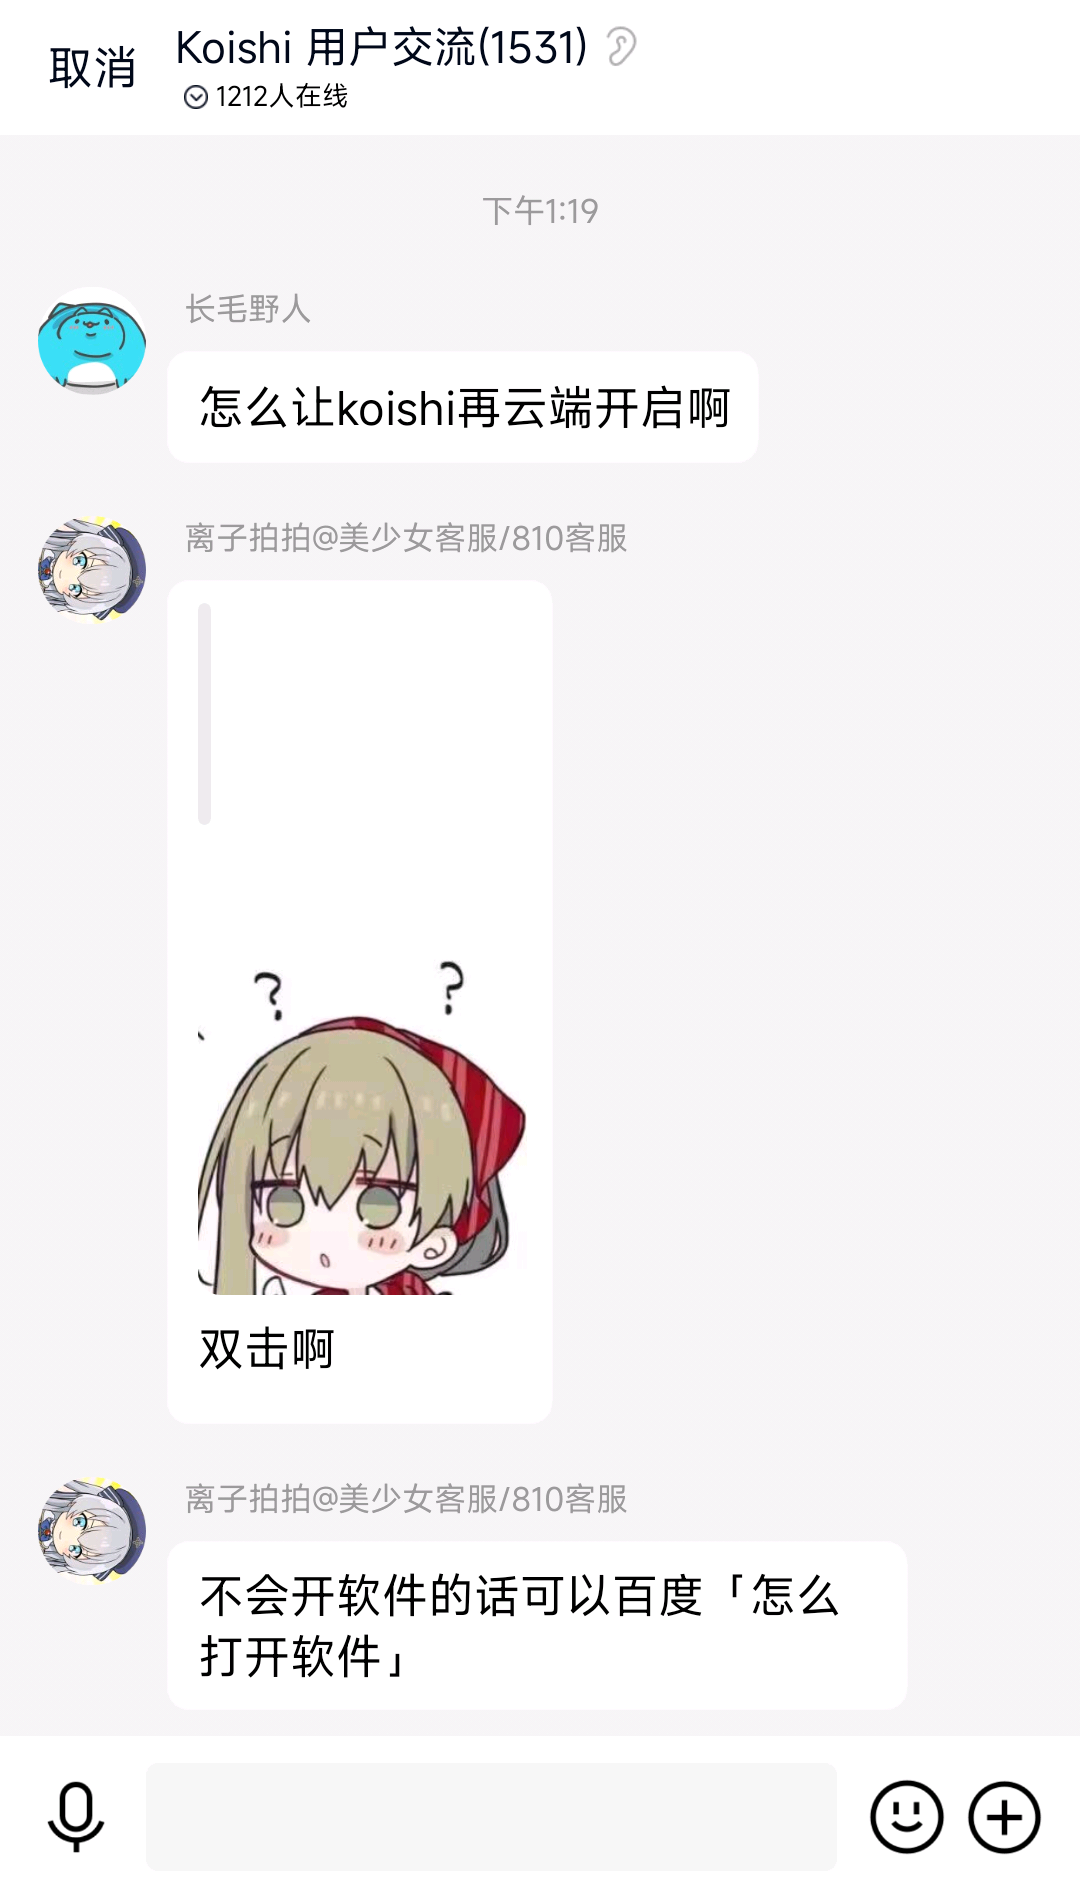 取消
Koishi 用户交流(1531)
1212人在线
下午1:19
长毛野人
怎么让koishi再云端开启啊
离子拍拍@美少女客服/810客服
? ?
双击啊
离子拍拍@美少女客服/810客服
不会开软件的话可以百度「怎么
打开软件」